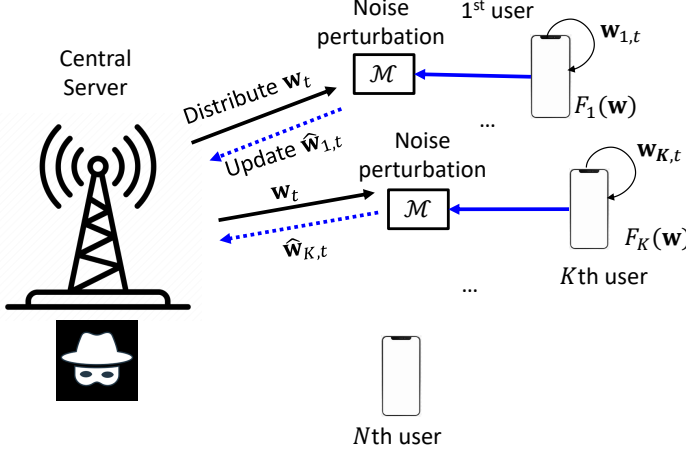 Noise
perturbation
1st user
w1,t
Central
Server
ℳ
Distribute wt
F1(w)
...
Update ŵ1,t
Noise
perturbation
wK,t
wt
ℳ
ŵK,t
FK(w)
Kth user
...
Nth user